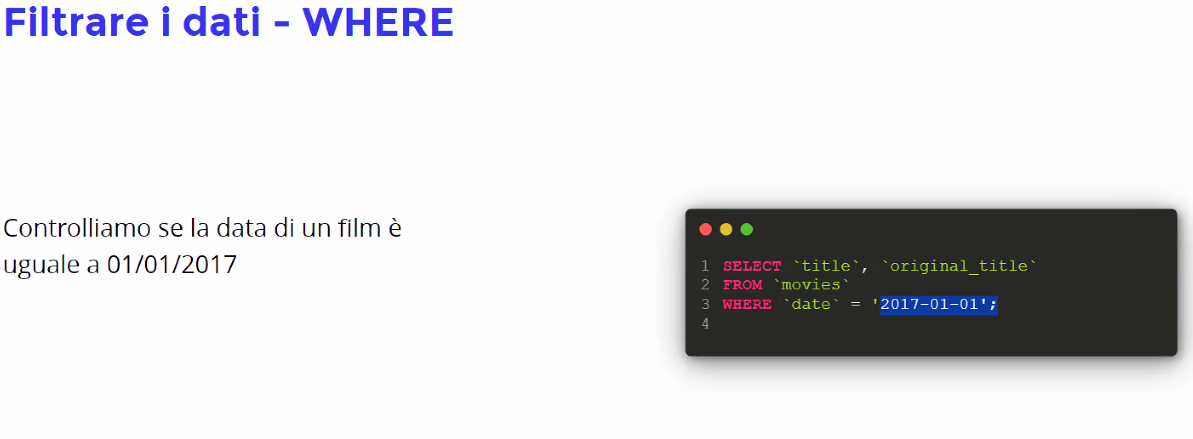 Filtrare i dati - WHERE
Controlliamo se la data di un film è
uguale a 01/01/2017
1 SELECT `title`, `original_title`
2 FROM `movies`
3 WHERE `date` = '2017-01-01';
4